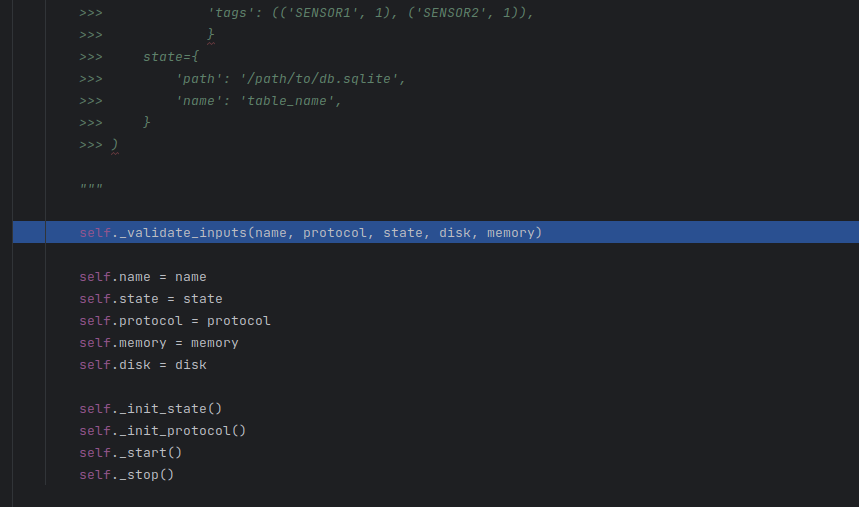 >>>             'tags': (('SENSOR1', 1), ('SENSOR2', 1)),
>>>             }
>>>     state={
>>>         'path': '/path/to/db.sqlite',
>>>         'name': 'table_name',
>>>     }
>>> )
"""
self._validate_inputs(name, protocol, state, disk, memory)
self.name = name
self.state = state
self.protocol = protocol
self.memory = memory
self.disk = disk
self._init_state()
self._init_protocol()
self._start()
self._stop()